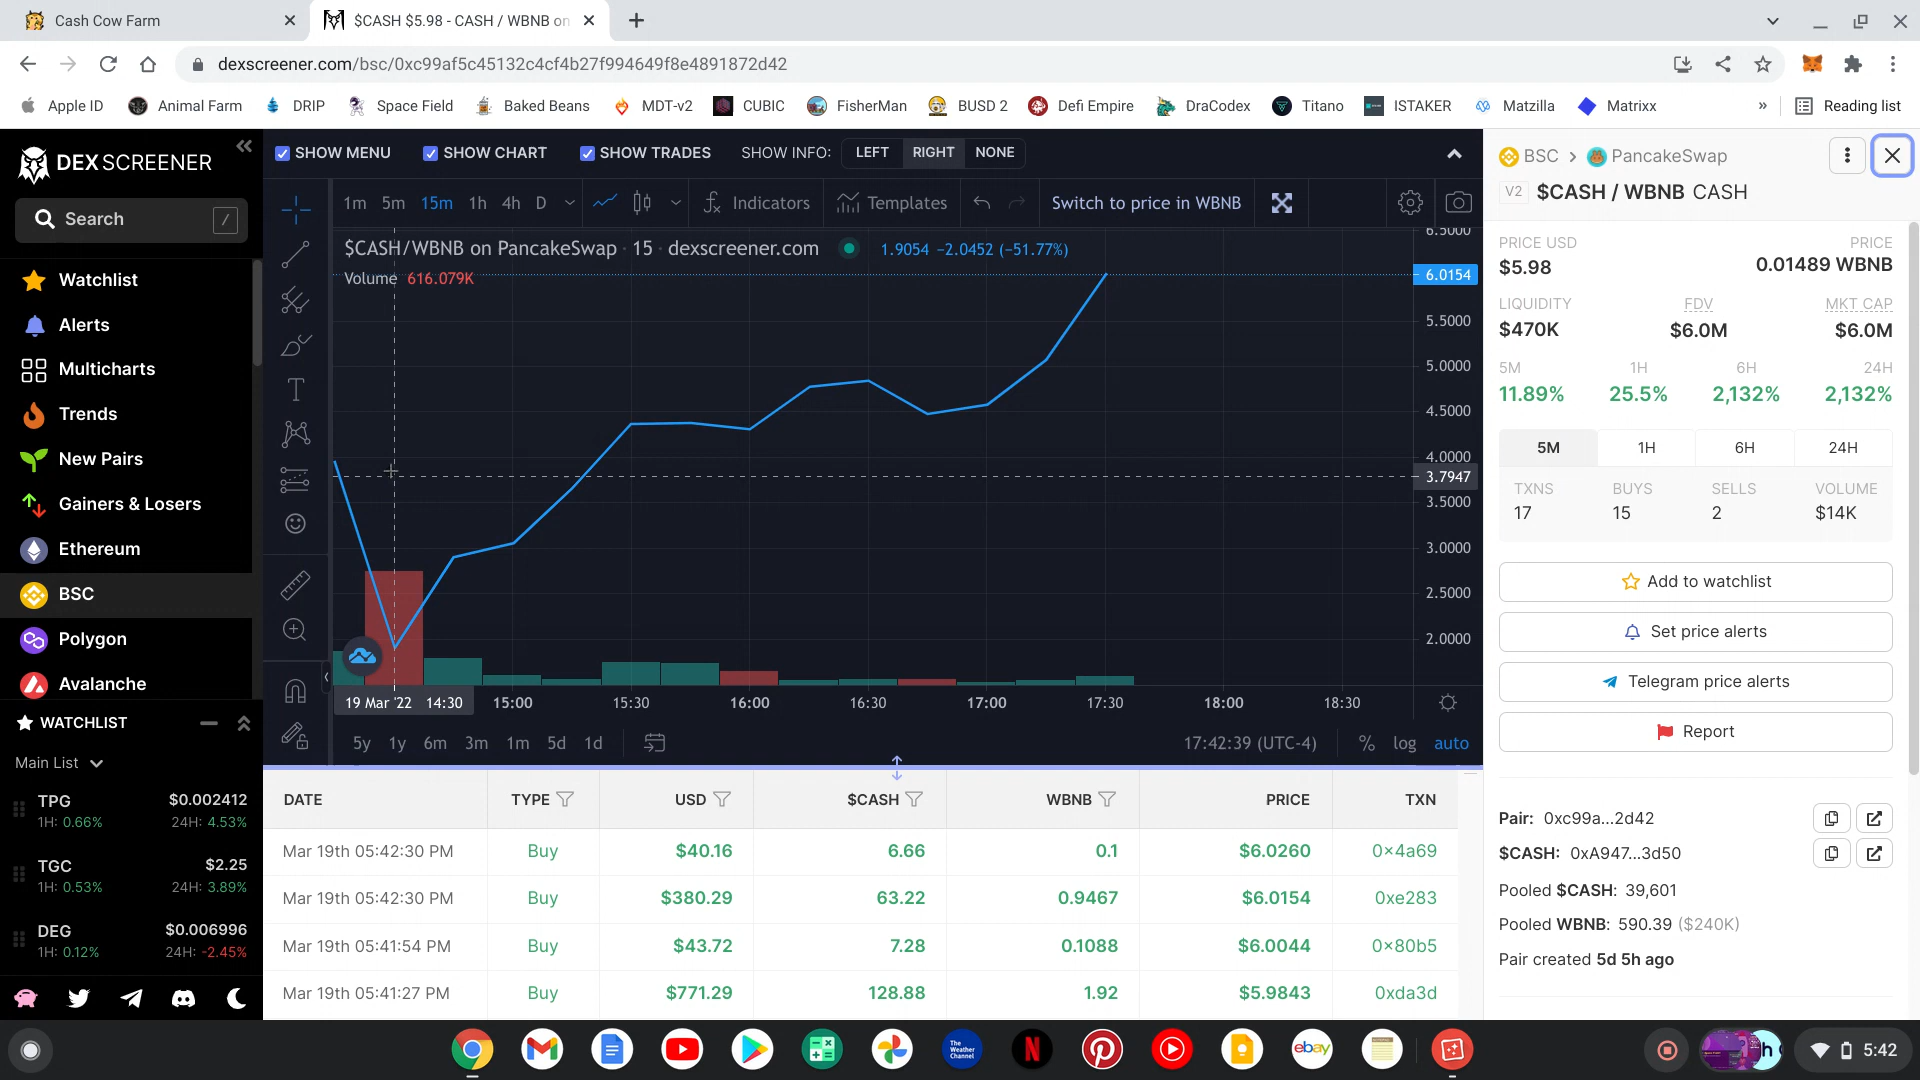 Cash Cow Farm
$CASH $5.98 - CASH / WBNB on
dexscreener.com/bsc/0xc99af5c45132c4cf4b27f994649f8e4891872d42
Apple ID
Animal Farm
DRIP
Space Field
Baked Beans
MDT-v2
CUBIC
FisherMan
BUSD 2
Defi Empire
DraCodex
Titano
ISTAKER
Matzilla
Matrixx
»
Reading list
DEX SCREENER
Search /
Watchlist
Alerts
Multicharts
Trends
New Pairs
Gainers & Losers
Ethereum
BSC
Polygon
Avalanche
WATCHLIST
Main List
TPG $0.002412
1H: 0.66% 24H: 4.53%
TGC $2.25
1H: 0.53% 24H: 3.89%
DEG $0.006996
1H: 0.12% 24H: -2.45%
SHOW MENU SHOW CHART SHOW TRADES SHOW INFO: LEFT RIGHT NONE
1m 5m 15m 1h 4h D Indicators Templates Switch to price in WBNB
$CASH/WBNB on PancakeSwap · 15 · dexscreener.com 1.9054 −2.0452 (−51.77%)
Volume 616.079K
6.5000
6.0154
5.5000
5.0000
4.5000
4.0000
3.7947
3.5000
3.0000
2.5000
2.0000
19 Mar '22 14:30 15:00 15:30 16:00 16:30 17:00 17:30 18:00 18:30
5y 1y 6m 3m 1m 5d 1d 17:42:39 (UTC-4) % log auto
DATE TYPE USD $CASH WBNB PRICE TXN
Mar 19th 05:42:30 PM Buy $40.16 6.66 0.1 $6.0260 0x4a69
Mar 19th 05:42:30 PM Buy $380.29 63.22 0.9467 $6.0154 0xe283
Mar 19th 05:41:54 PM Buy $43.72 7.28 0.1088 $6.0044 0x80b5
Mar 19th 05:41:27 PM Buy $771.29 128.88 1.92 $5.9843 0xda3d
BSC > PancakeSwap
V2 $CASH / WBNB CASH
PRICE USD PRICE
$5.98 0.01489 WBNB
LIQUIDITY FDV MKT CAP
$470K $6.0M $6.0M
5M 1H 6H 24H
11.89% 25.5% 2,132% 2,132%
5M 1H 6H 24H
TXNS BUYS SELLS VOLUME
17 15 2 $14K
Add to watchlist
Set price alerts
Telegram price alerts
Report
Pair: 0xc99a...2d42
$CASH: 0xA947...3d50
Pooled $CASH: 39,601
Pooled WBNB: 590.39 ($240K)
Pair created 5d 5h ago
The Weather Channel
N
ebay
h
5:42